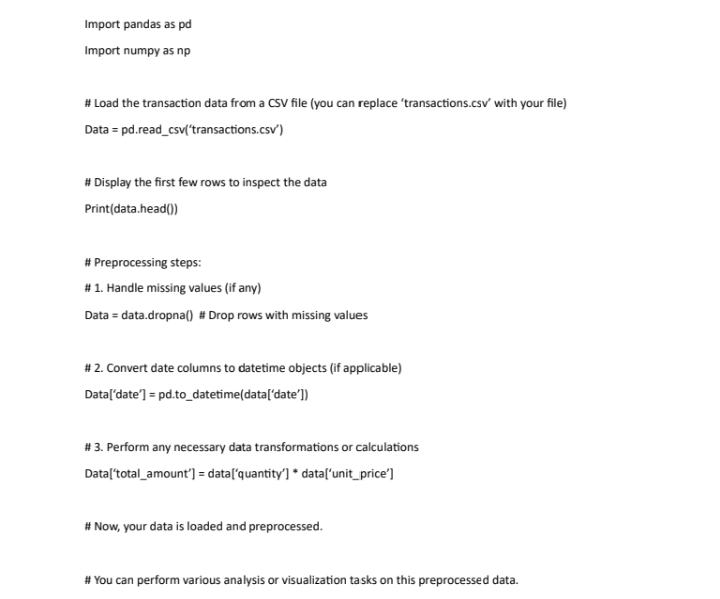 Import pandas as pd
Import numpy as np
# Load the transaction data from a CSV file (you can replace ‘transactions.csv’ with your file)
Data = pd.read_csv(‘transactions.csv’)
# Display the first few rows to inspect the data
Print(data.head())
# Preprocessing steps:
# 1. Handle missing values (if any)
Data = data.dropna()  # Drop rows with missing values
# 2. Convert date columns to datetime objects (if applicable)
Data[‘date’] = pd.to_datetime(data[‘date’])
# 3. Perform any necessary data transformations or calculations
Data[‘total_amount’] = data[‘quantity’] * data[‘unit_price’]
# Now, your data is loaded and preprocessed.
# You can perform various analysis or visualization tasks on this preprocessed data.